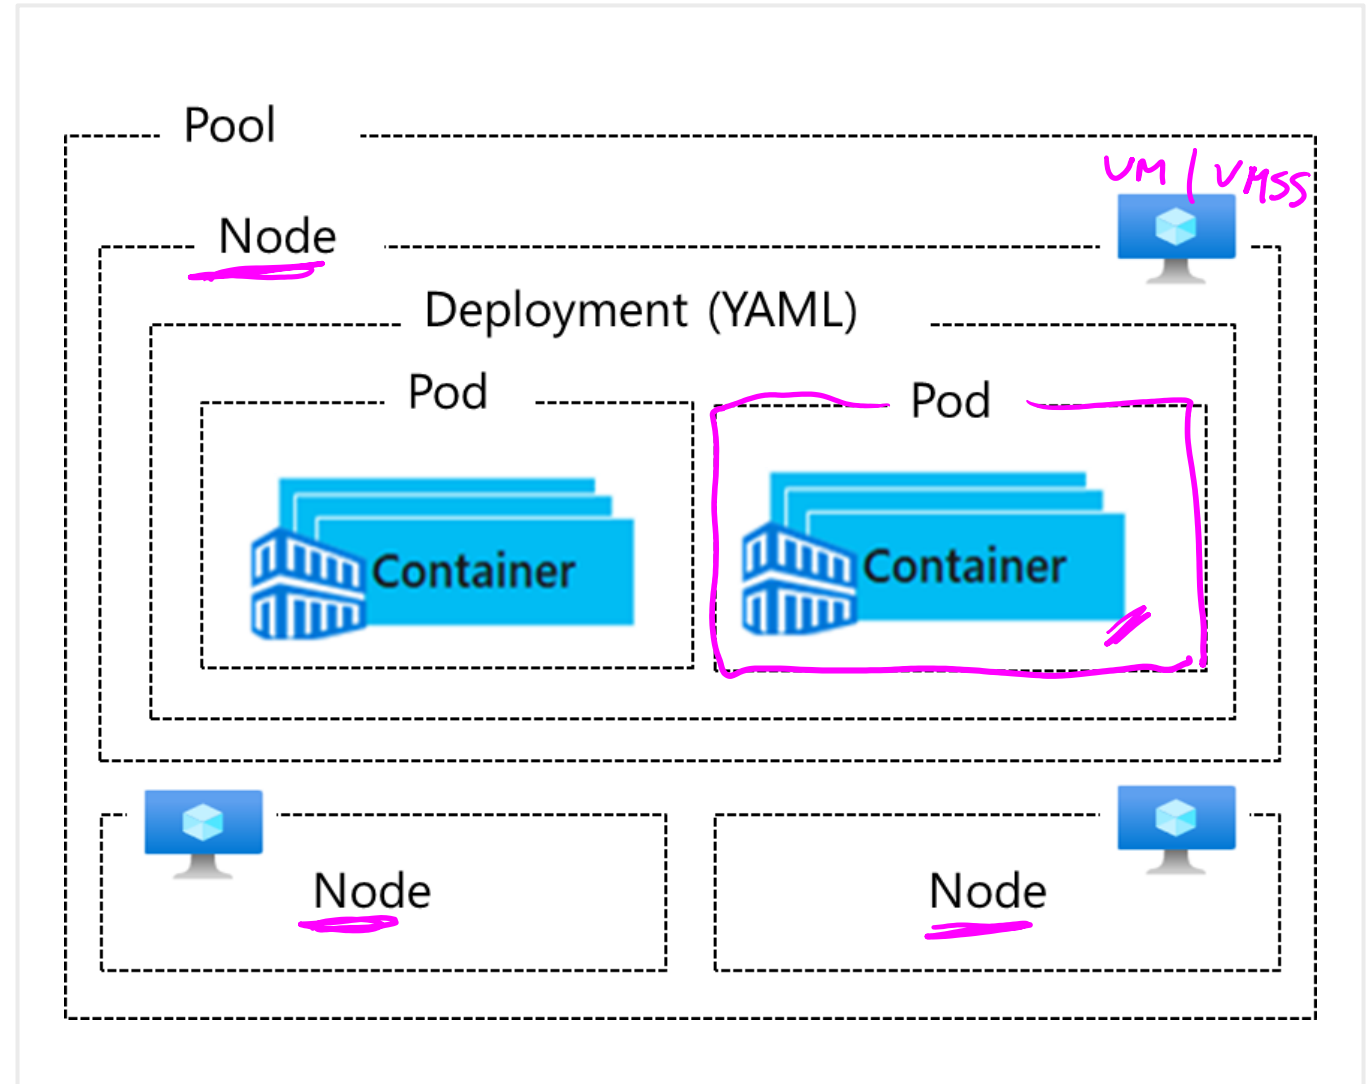 Pool
VM / VMSS
Node
Deployment (YAML)
Pod
Pod
Container
Container
Node
Node